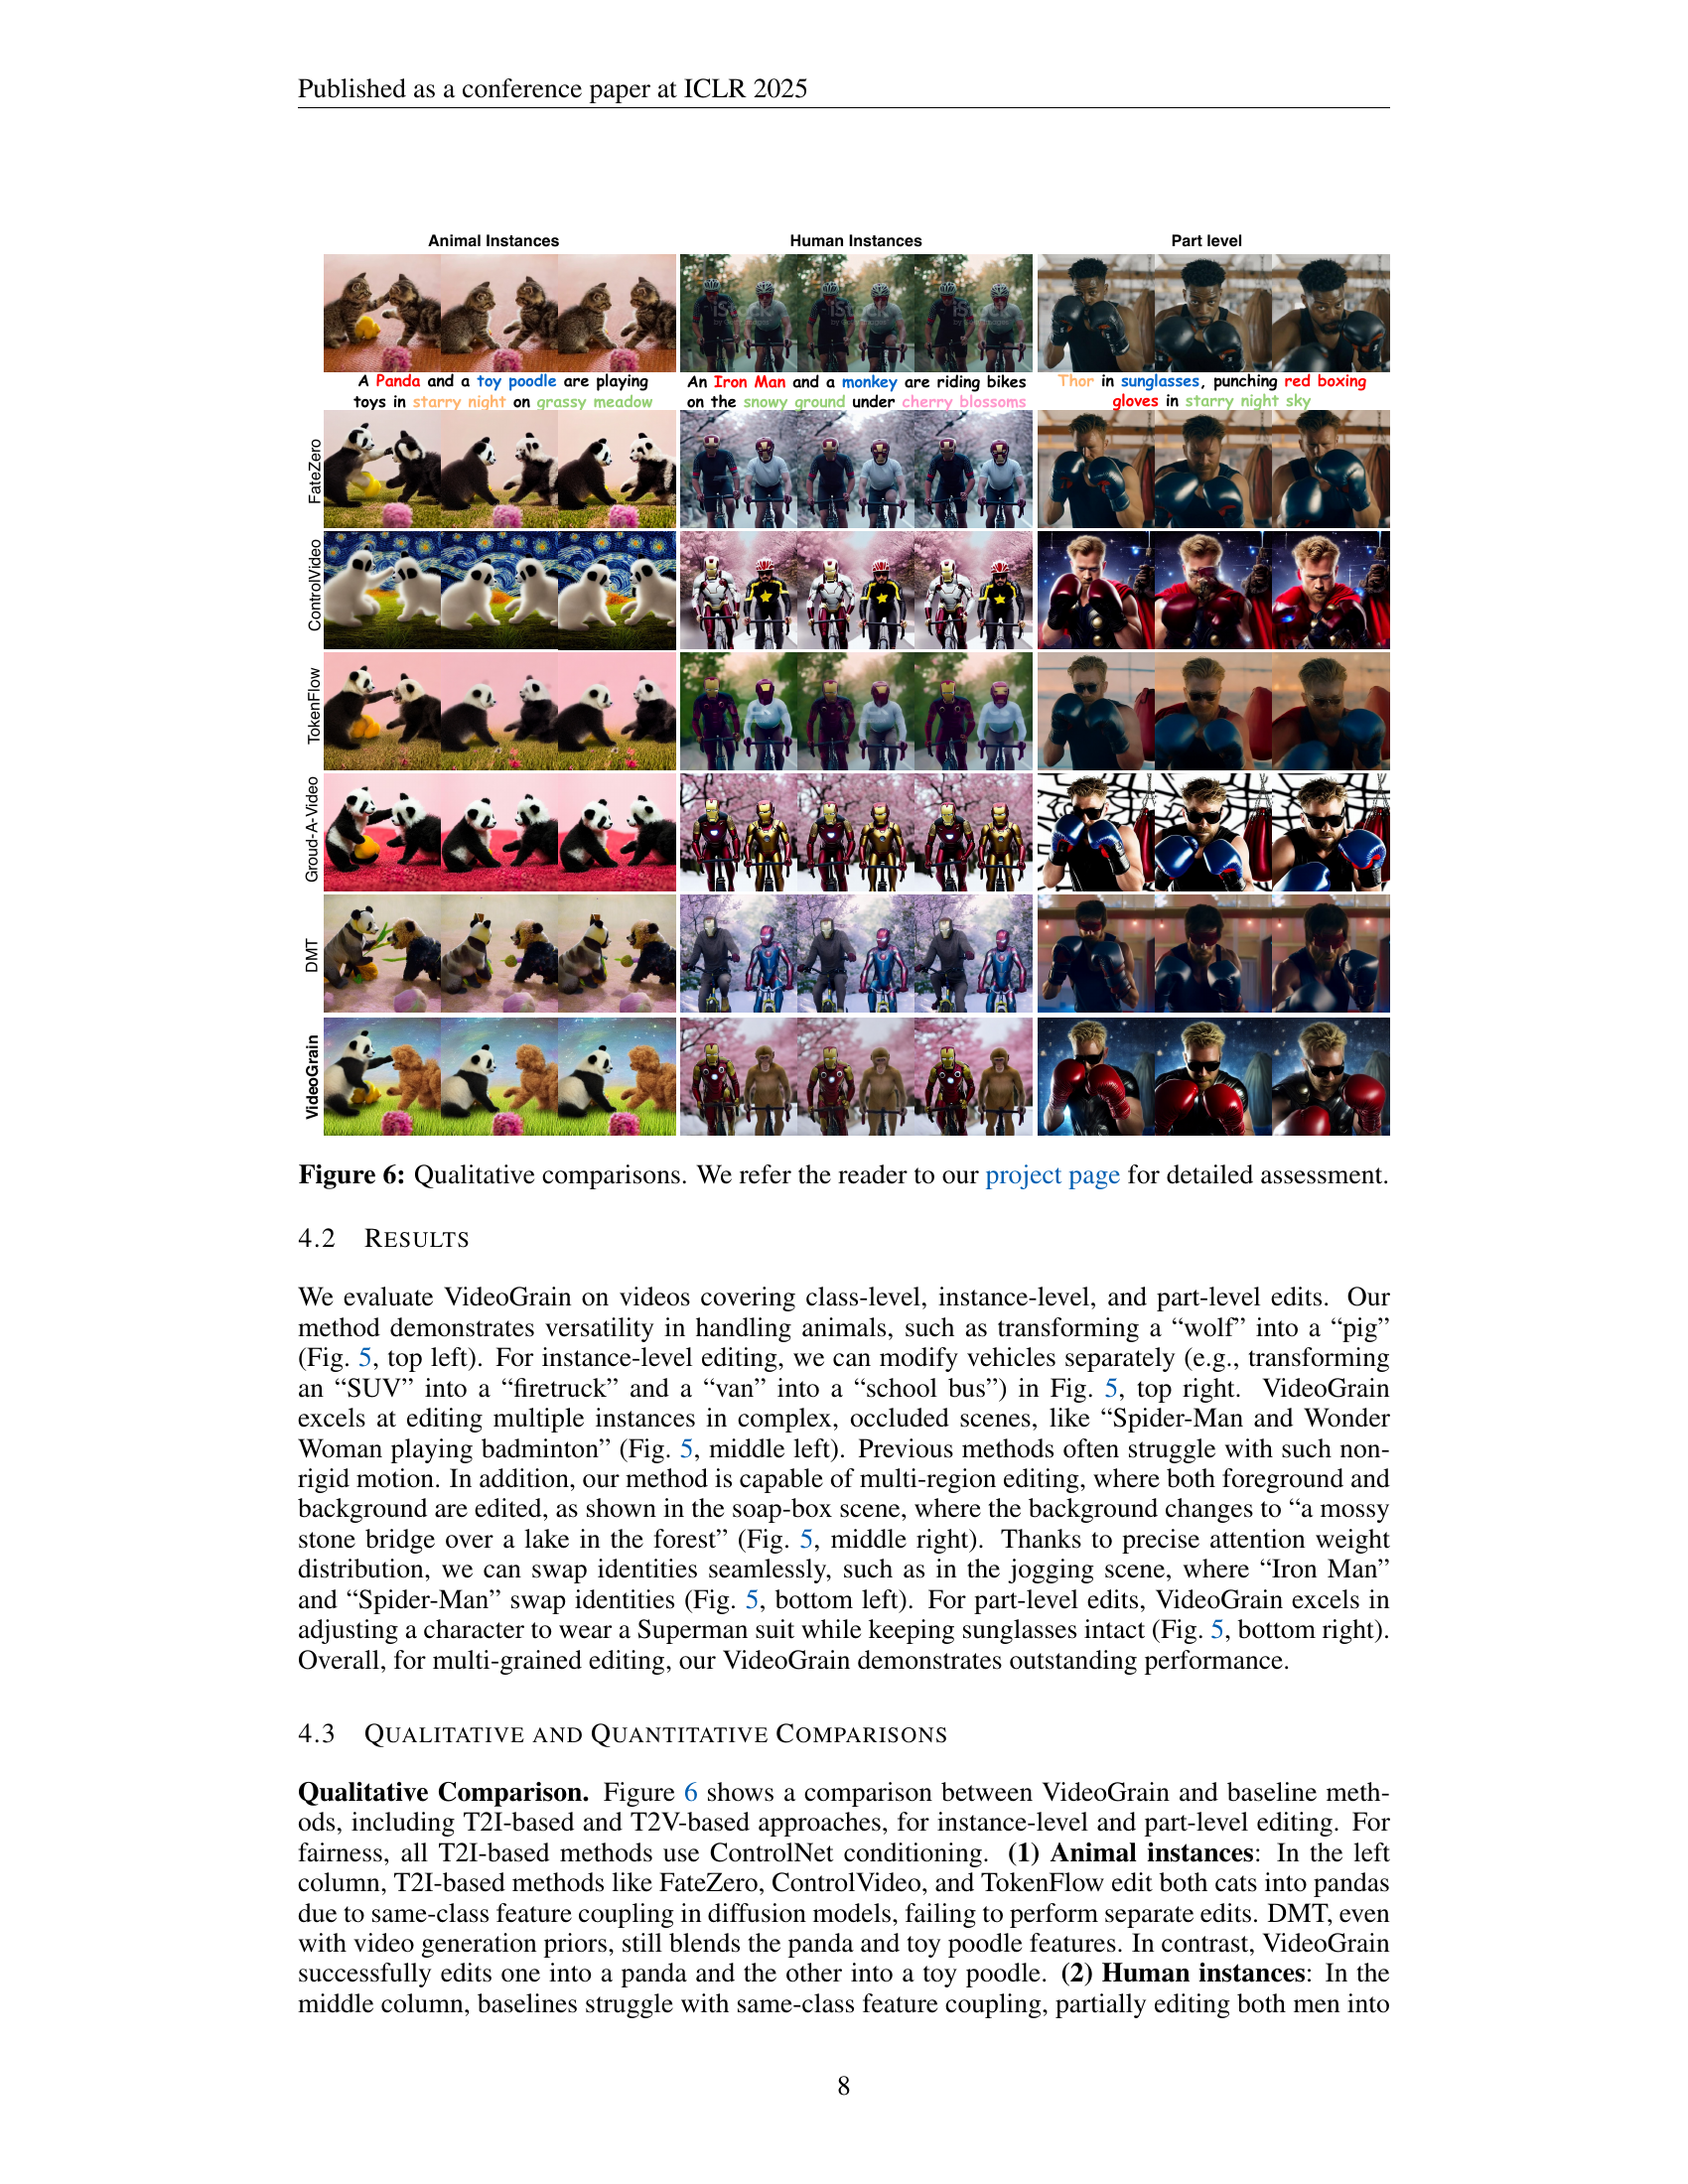 Published as a conference paper at ICLR 2025
Animal Instances
Human Instances
Part level
iStock
by Getty Images
iStock
by Getty Images
iStock
by Getty Images
A Panda and a toy poodle are playing
toys in starry night on grassy meadow
An Iron Man and a monkey are riding bikes
on the snowy ground under cherry blossoms
Thor in sunglasses, punching red boxing
gloves in starry night sky
FateZero
ControlVideo
TokenFlow
Groud-A-Video
DMT
VideoGrain
Figure 6: Qualitative comparisons. We refer the reader to our project page for detailed assessment.
4.2 RESULTS
We evaluate VideoGrain on videos covering class-level, instance-level, and part-level edits. Our
method demonstrates versatility in handling animals, such as transforming a “wolf” into a “pig”
(Fig. 5, top left). For instance-level editing, we can modify vehicles separately (e.g., transforming
an “SUV” into a “firetruck” and a “van” into a “school bus”) in Fig. 5, top right. VideoGrain
excels at editing multiple instances in complex, occluded scenes, like “Spider-Man and Wonder
Woman playing badminton” (Fig. 5, middle left). Previous methods often struggle with such non-
rigid motion. In addition, our method is capable of multi-region editing, where both foreground and
background are edited, as shown in the soap-box scene, where the background changes to “a mossy
stone bridge over a lake in the forest” (Fig. 5, middle right). Thanks to precise attention weight
distribution, we can swap identities seamlessly, such as in the jogging scene, where “Iron Man”
and “Spider-Man” swap identities (Fig. 5, bottom left). For part-level edits, VideoGrain excels in
adjusting a character to wear a Superman suit while keeping sunglasses intact (Fig. 5, bottom right).
Overall, for multi-grained editing, our VideoGrain demonstrates outstanding performance.
4.3 QUALITATIVE AND QUANTITATIVE COMPARISONS
Qualitative Comparison. Figure 6 shows a comparison between VideoGrain and baseline meth-
ods, including T2I-based and T2V-based approaches, for instance-level and part-level editing. For
fairness, all T2I-based methods use ControlNet conditioning. (1) Animal instances: In the left
column, T2I-based methods like FateZero, ControlVideo, and TokenFlow edit both cats into pandas
due to same-class feature coupling in diffusion models, failing to perform separate edits. DMT, even
with video generation priors, still blends the panda and toy poodle features. In contrast, VideoGrain
successfully edits one into a panda and the other into a toy poodle. (2) Human instances: In the
middle column, baselines struggle with same-class feature coupling, partially editing both men into
8